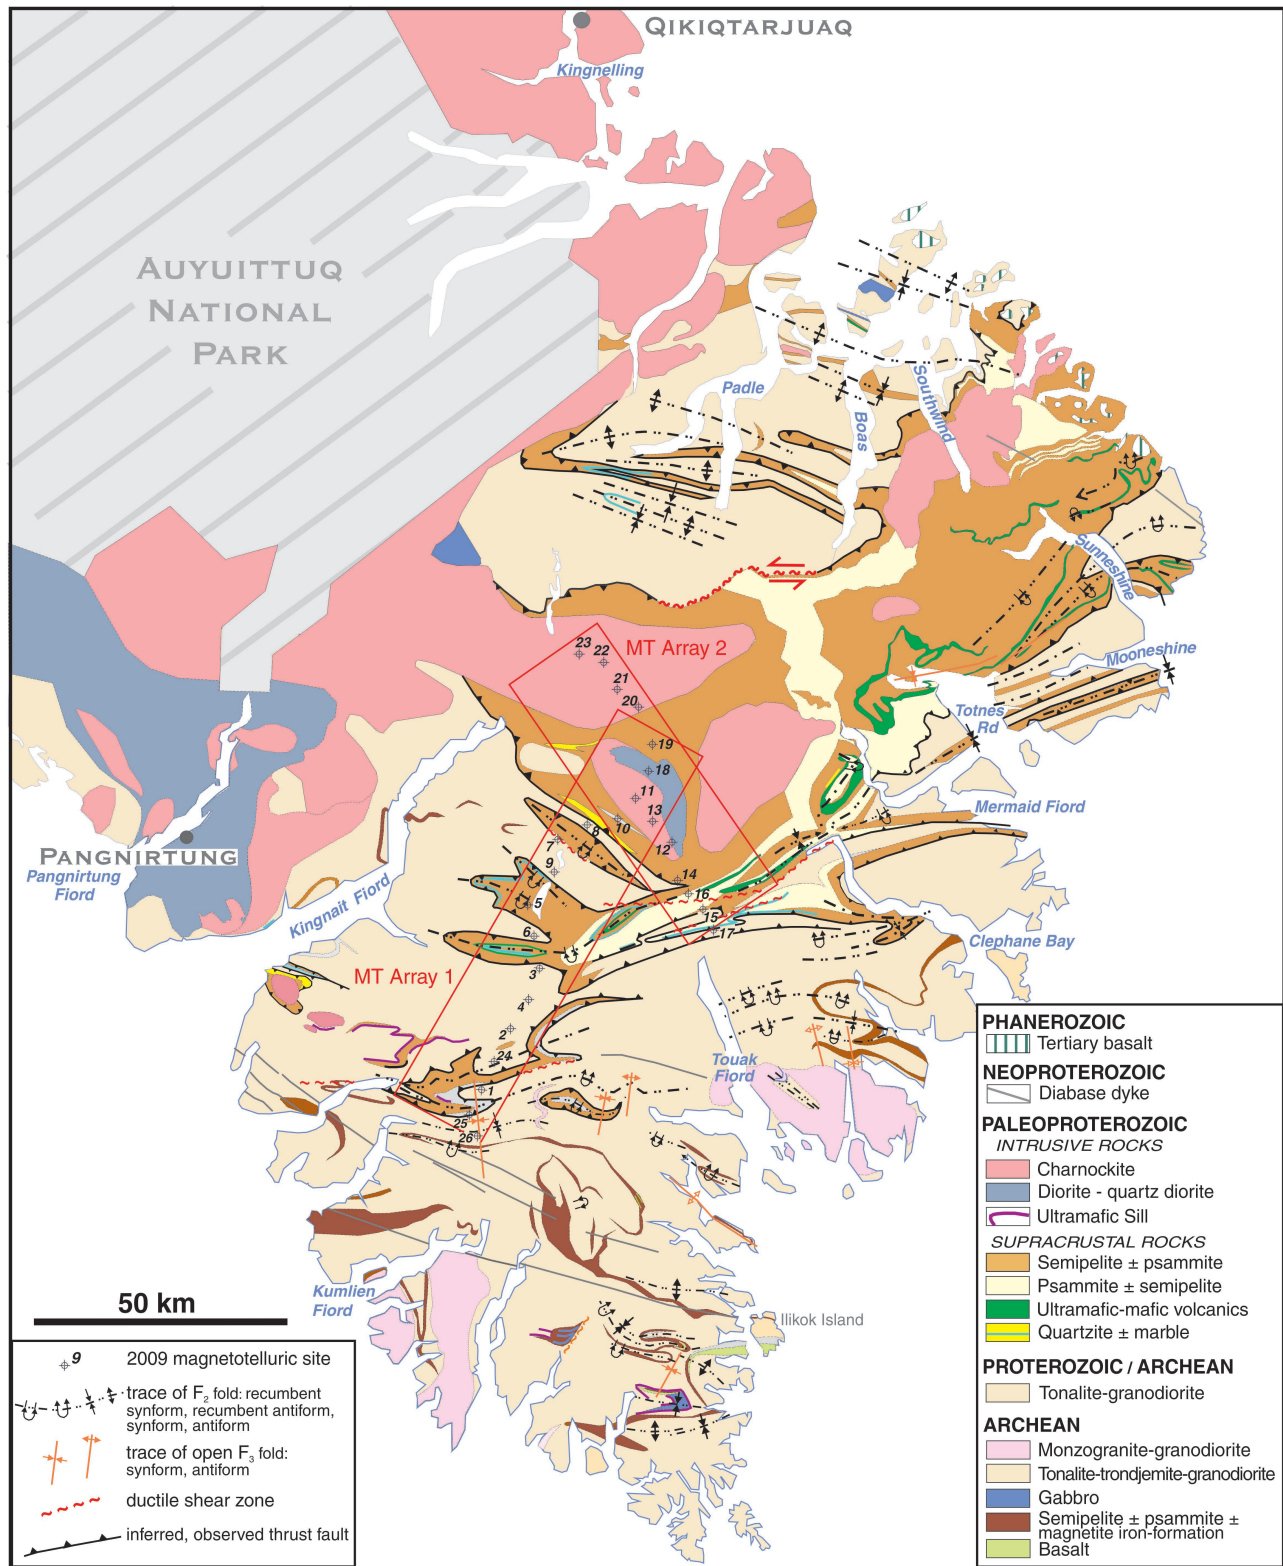 QIKIQTARJUAQ
Kingnelling
AUYUITTUQ
NATIONAL
PARK
Padle
Boas
Southwind
Sunneshine
Mooneshine
Totnes
Rd
Mermaid Fiord
Clephane Bay
Touak
Fiord
PANGNIRTUNG
Pangnirtung
Fiord
Kingnait Fiord
Kumlien
Fiord
Ilikok Island
MT Array 2
MT Array 1
23
22
21
20
19
18
11
13
10
8
12
7
9
14
16
5
15
17
6
3
4
2
24
1
25
26
50 km
9 2009 magnetotelluric site
trace of F2 fold: recumbent
synform, recumbent antiform,
synform, antiform
trace of open F3 fold:
synform, antiform
ductile shear zone
inferred, observed thrust fault
PHANEROZOIC
Tertiary basalt
NEOPROTEROZOIC
Diabase dyke
PALEOPROTEROZOIC
INTRUSIVE ROCKS
Charnockite
Diorite - quartz diorite
Ultramafic Sill
SUPRACRUSTAL ROCKS
Semipelite ± psammite
Psammite ± semipelite
Ultramafic-mafic volcanics
Quartzite ± marble
PROTEROZOIC / ARCHEAN
Tonalite-granodiorite
ARCHEAN
Monzogranite-granodiorite
Tonalite-trondjemite-granodiorite
Gabbro
Semipelite ± psammite ±
magnetite iron-formation
Basalt